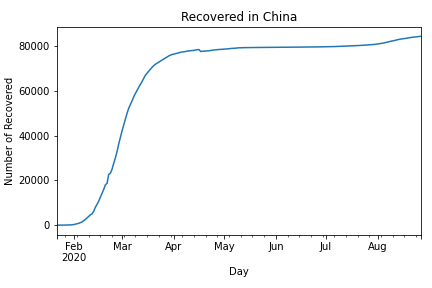 Recovered in China
Number of Recovered
80000
60000
40000
20000
0
Feb Mar Apr May Jun Jul Aug
2020
Day